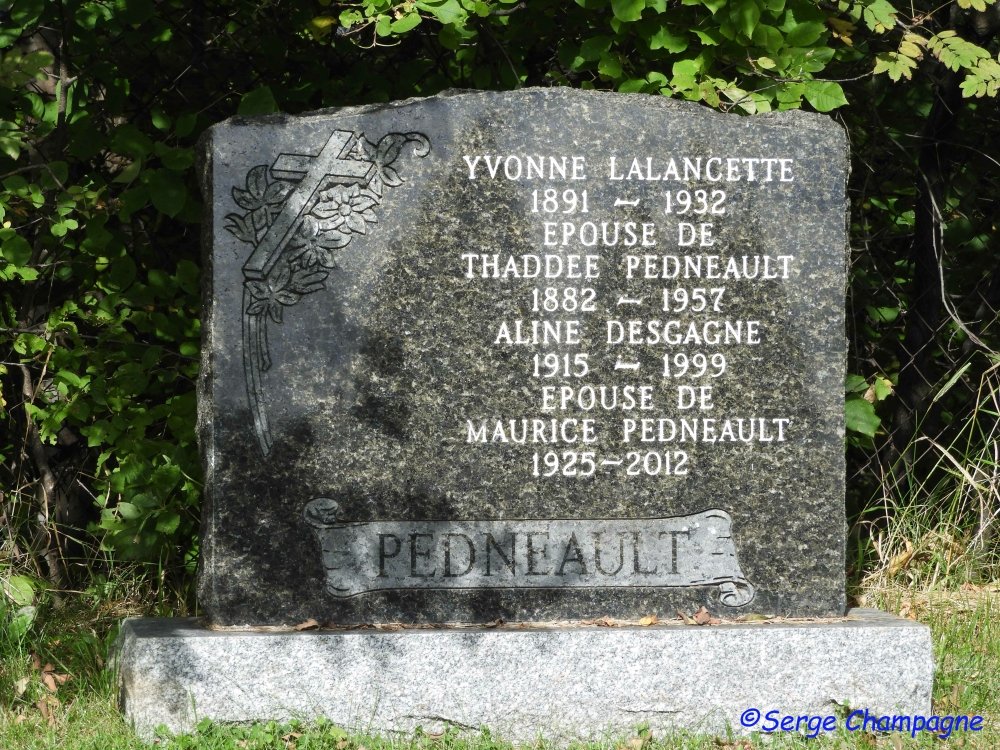 YVONNE LALANCETTE
1891 - 1932
EPOUSE DE
THADDEE PEDNEAULT
1882 - 1957
ALINE DESGAGNE
1915 - 1999
EPOUSE DE
MAURICE PEDNEAULT
1925-2012
PEDNEAULT
©Serge Champagne